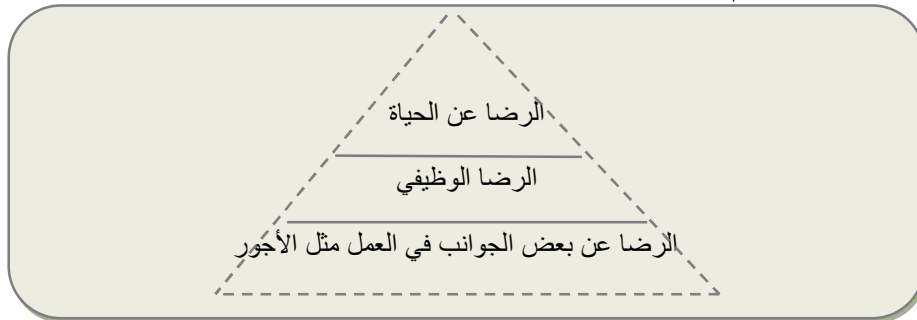 الرضا عن الحياة
الرضا الوظيفي
الرضا عن بعض الجوانب في العمل مثل الأجور